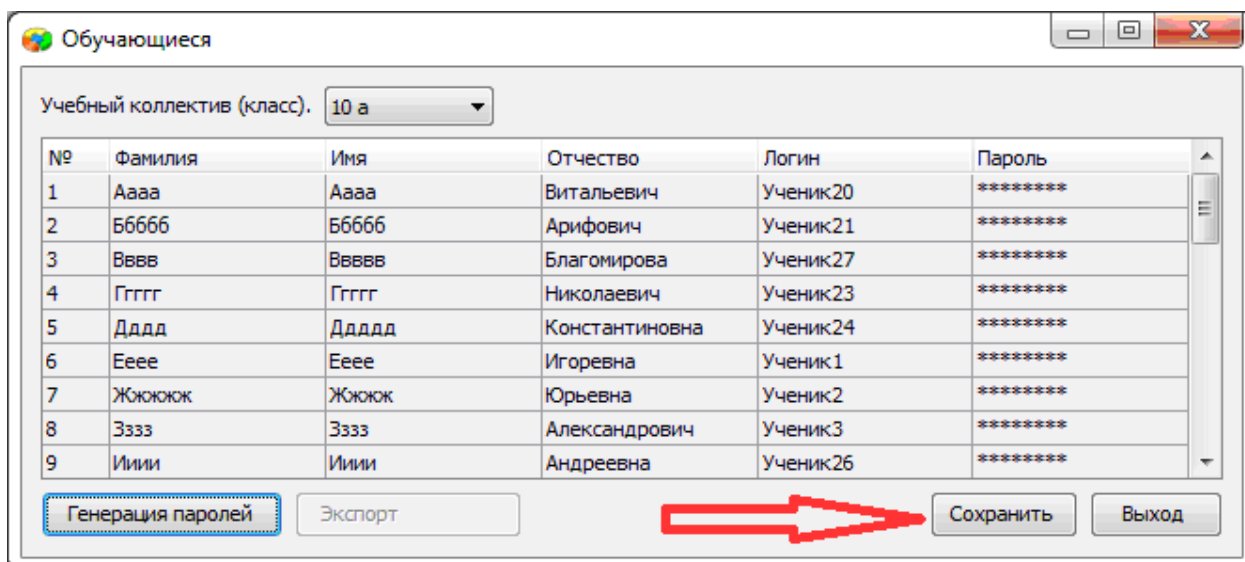 Обучающиеся
Учебный коллектив (класс). 10 а
№ Фамилия Имя Отчество Логин Пароль
1 Аааа Аааа Витальевич Ученик20 ********
2 Ббббб Ббббб Арифович Ученик21 ********
3 Вввв Ввввв Благомирова Ученик27 ********
4 Ггггг Ггггг Николаевич Ученик23 ********
5 Дддд Ддддд Константиновна Ученик24 ********
6 Ееее Ееее Игоревна Ученик1 ********
7 Жжжжж Жжжж Юрьевна Ученик2 ********
8 Зззз Зззз Александрович Ученик3 ********
9 Ииии Ииии Андреевна Ученик26 ********
Генерация паролей Экспорт Сохранить Выход